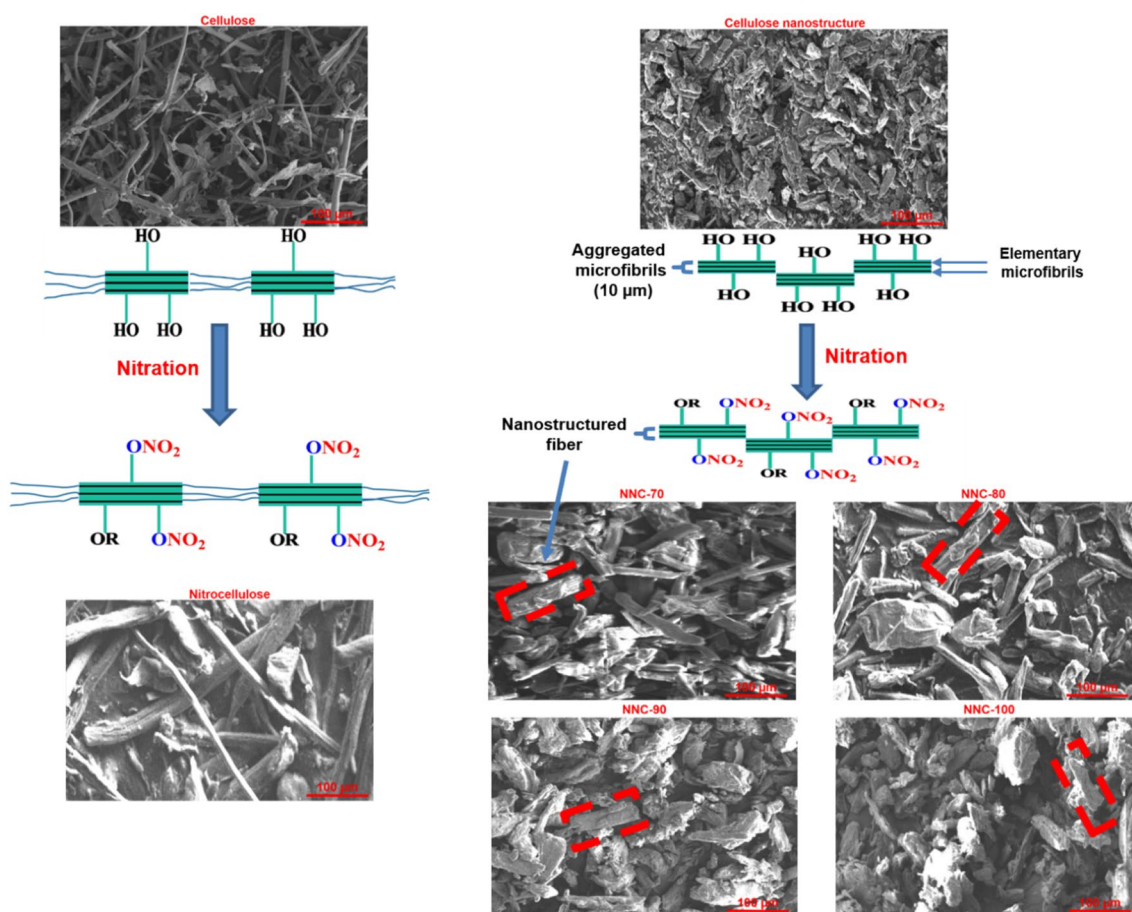 Cellulose
100 µm
HO
HO
HO HO
HO HO
Nitration
ONO2
ONO2
OR
ONO2
OR
ONO2
Nitrocellulose
100 µm
Cellulose nanostructure
100 µm
Aggregated
microfibrils
(10 µm)
HO HO
HO
HO HO
HO
HO HO
HO
Elementary
microfibrils
Nitration
Nanostructured
fiber
OR
ONO2
ONO2
OR
ONO2
ONO2
OR
ONO2
ONO2
NNC-70
100 µm
NNC-80
100 µm
NNC-90
100 µm
NNC-100
100 µm